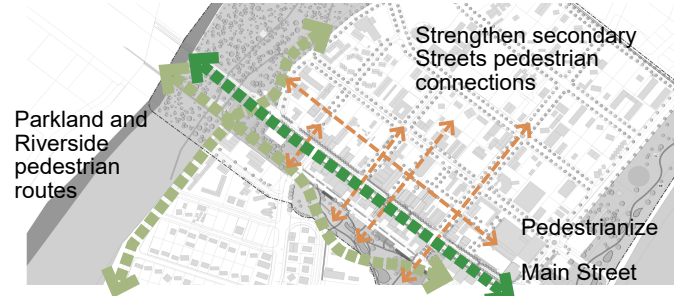 Strengthen secondary
Streets pedestrian
connections
Parkland and
Riverside
pedestrian
routes
Pedestrianize
Main Street